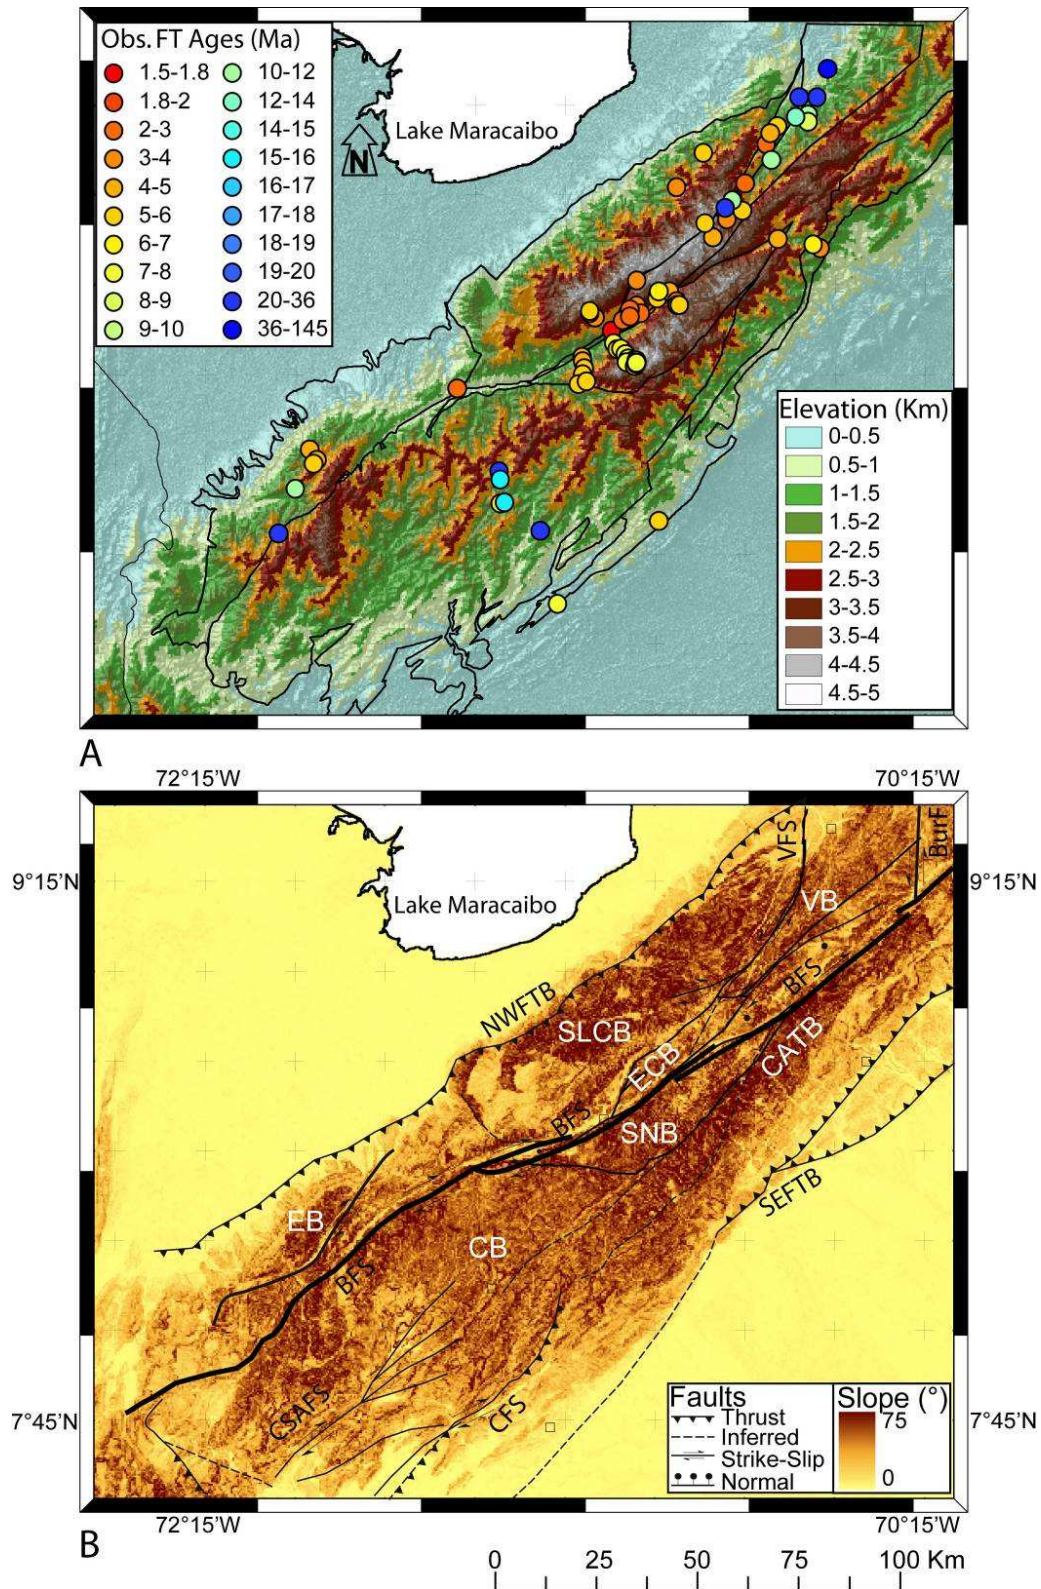 Obs. FT Ages (Ma)
1.5-1.8
1.8-2
2-3
3-4
4-5
5-6
6-7
7-8
8-9
9-10
10-12
12-14
14-15
15-16
16-17
17-18
18-19
19-20
20-36
36-145
Lake Maracaibo
N
Elevation (Km)
0-0.5
0.5-1
1-1.5
1.5-2
2-2.5
2.5-3
3-3.5
3.5-4
4-4.5
4.5-5
A
72°15'W
70°15'W
9°15'N
9°15'N
Lake Maracaibo
VFS
BurF
VB
NWFTB
BFS
SLCB
ECB
CATB
BFS
SNB
SEFTB
EB
CB
BFS
CSAFS
CFS
7°45'N
7°45'N
Faults
Thrust
Inferred
Strike-Slip
Normal
Slope (°)
75
0
72°15'W
70°15'W
B
0 25 50 75 100 Km